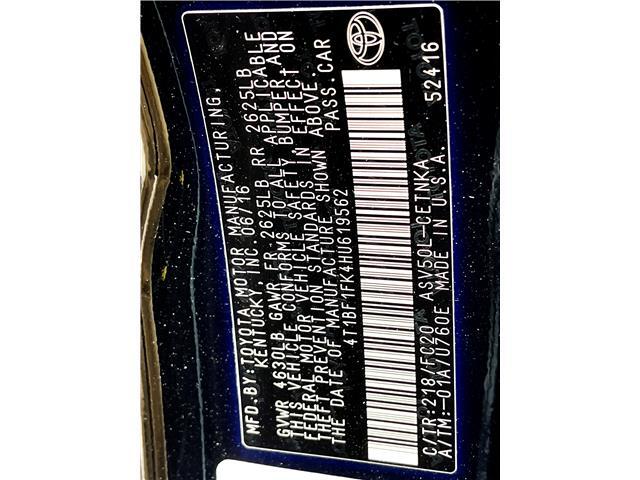 MFD.BY:TOYOTA MOTOR MANUFACTURING,
KENTUCKY, INC. 06/16
GVWR 4630LB GAWR FR 2625LB RR 2625LB
THIS VEHICLE CONFORMS TO ALL APPLICABLE
FEDERAL MOTOR VEHICLE SAFETY, BUMPER, AND
THEFT PREVENTION STANDARDS IN EFFECT ON
THE DATE OF MANUFACTURE SHOWN ABOVE.
4T1BF1FK4HU619562 PASS.CAR
C/TR:218/FC20 ASV50L-CETNKA 52416
A/TM:-01A/U760E MADE IN U.S.A.